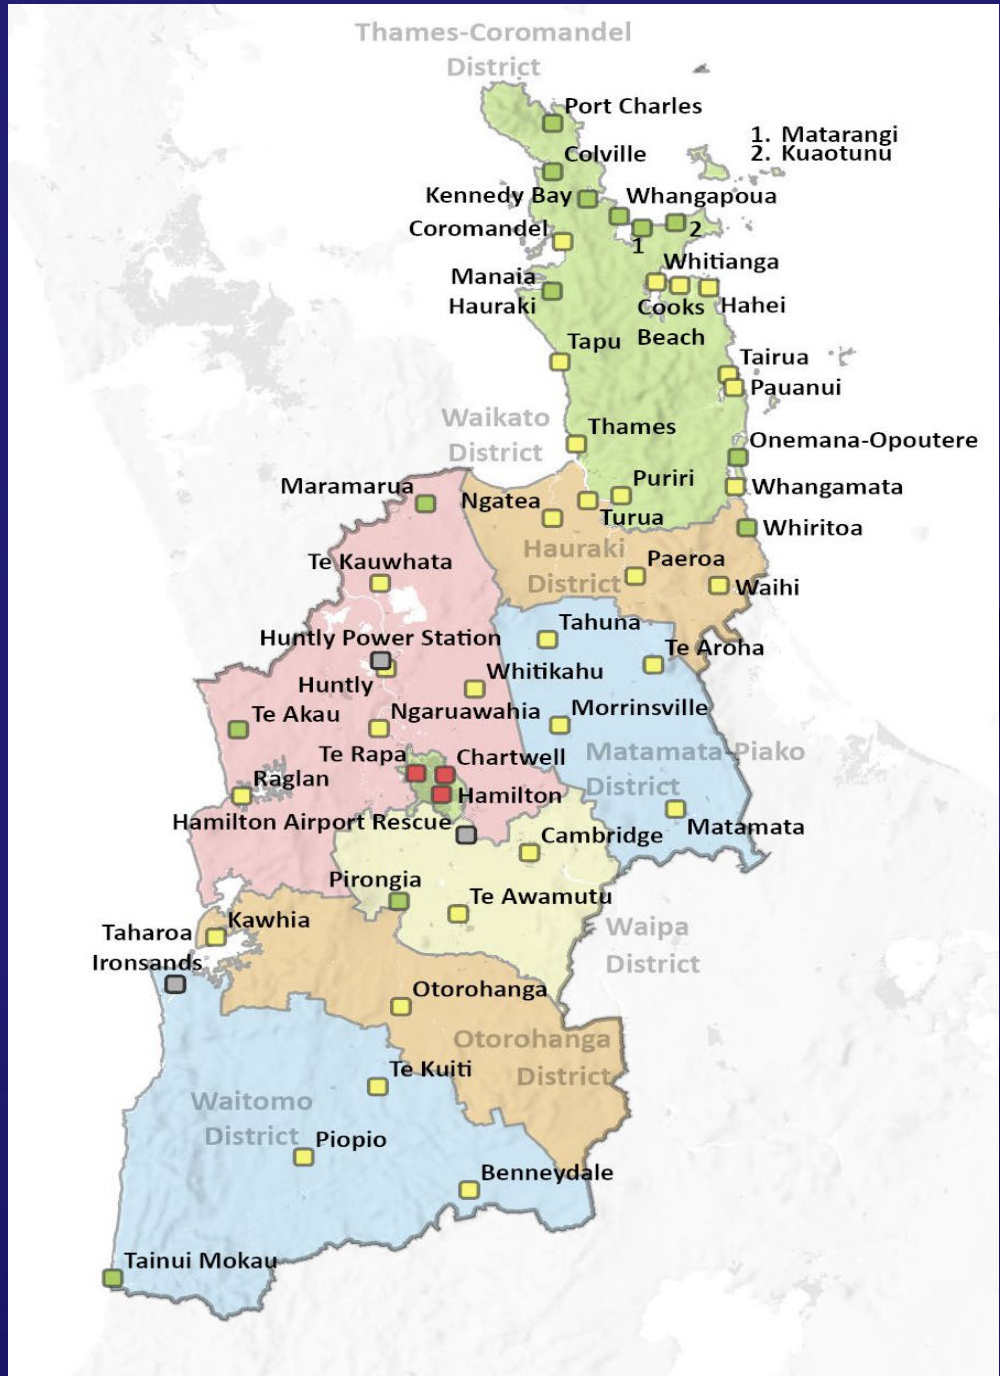 Thames-Coromandel
District
Port Charles
1. Matarangi
2. Kuaotunu
Colville
Kennedy Bay
Whangapoua
Coromandel
2
1
Whitianga
Manaia
Hauraki
Cooks
Beach
Hahei
Tapu
Tairua
Pauanui
Waikato
District
Thames
Onemana-Opoutere
Maramarua
Ngatea
Puriri
Whangamata
Turua
Whiritoa
Hauraki
District
Te Kauwhata
Paeroa
Waihi
Tahuna
Huntly Power Station
Te Aroha
Whitikahu
Huntly
Te Akau
Ngaruawahia
Morrinsville
Te Rapa
Chartwell
Matamata-Piako
District
Raglan
Hamilton
Hamilton Airport Rescue
Cambridge
Matamata
Pirongia
Te Awamutu
Kawhia
Taharoa
Ironsands
Waipa
District
Otorohanga
Otorohanga
District
Te Kuiti
Waitomo
District
Piopio
Benneydale
Tainui Mokau